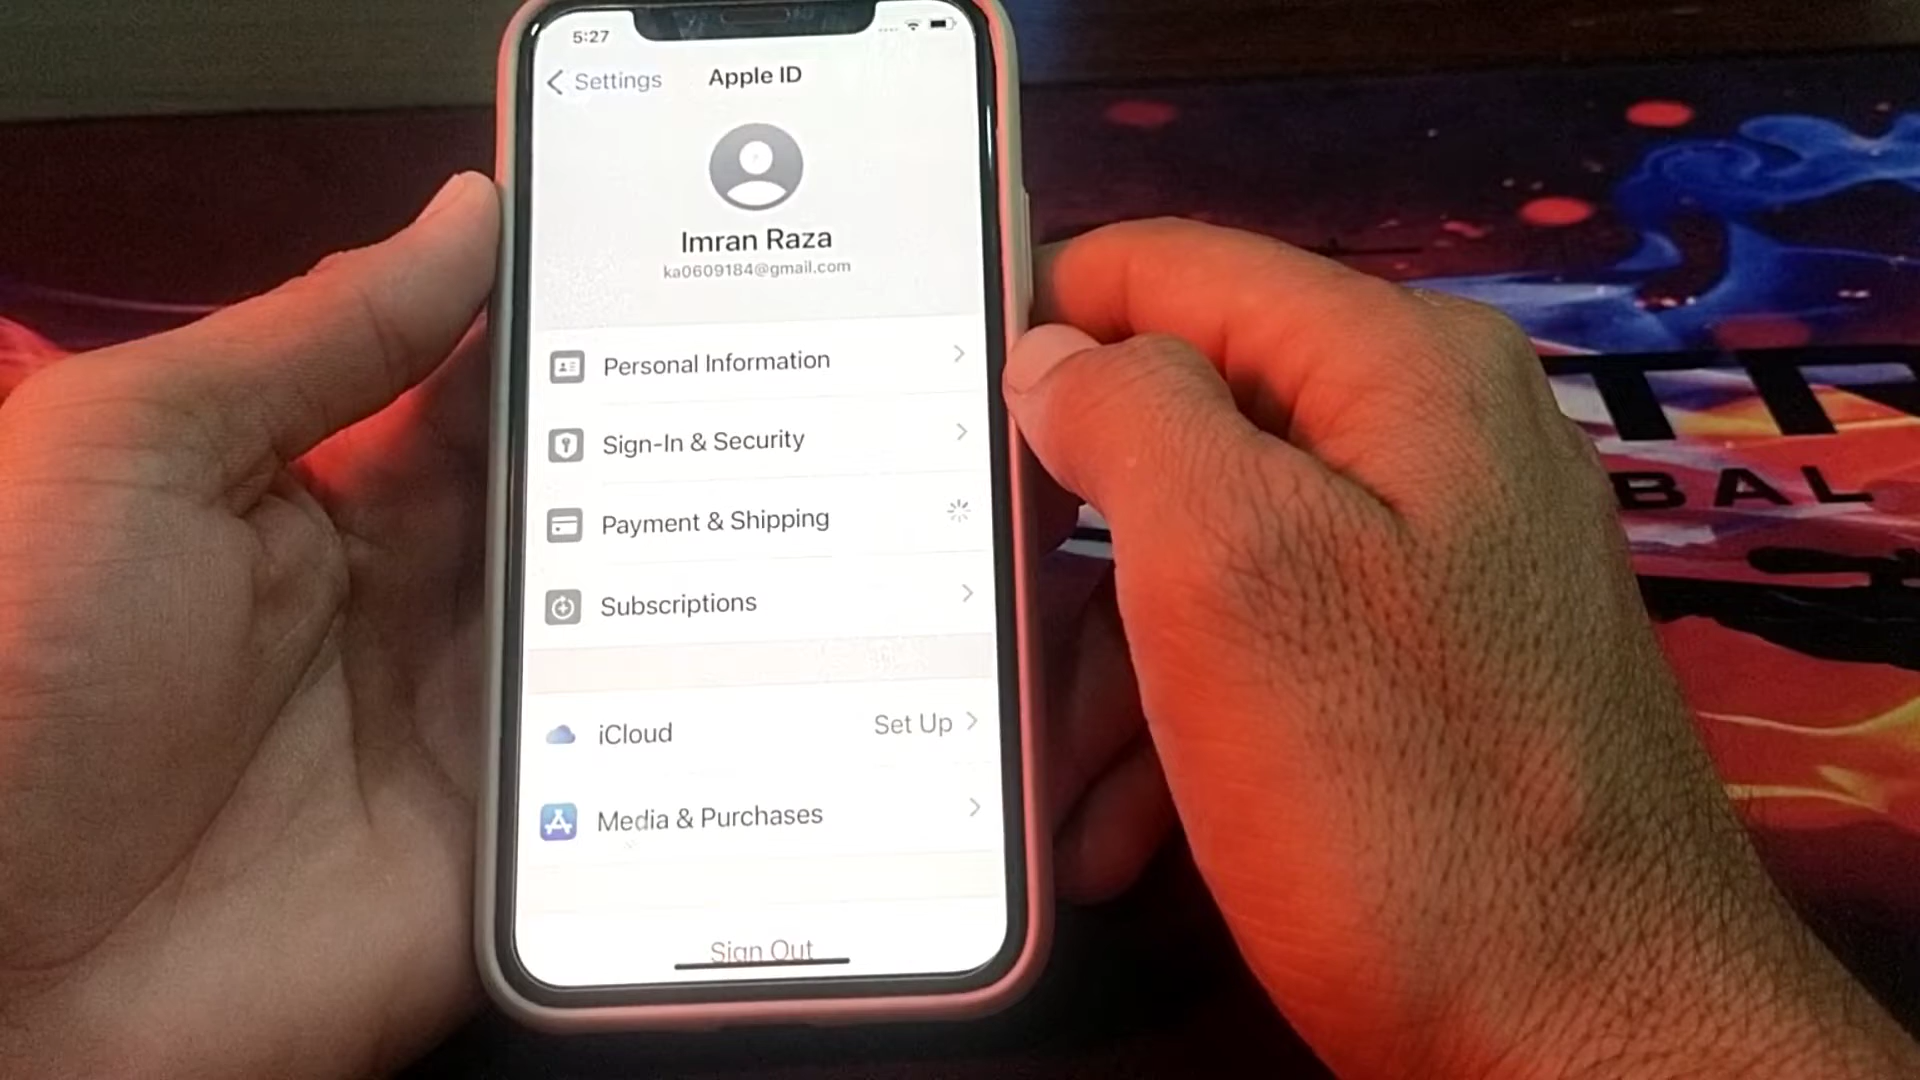 5:27
Settings
Apple ID
Imran Raza
ka0609184@gmail.com
Personal Information
Sign-In & Security
Payment & Shipping
Subscriptions
iCloud
Set Up
Media & Purchases
Sign Out
BAL